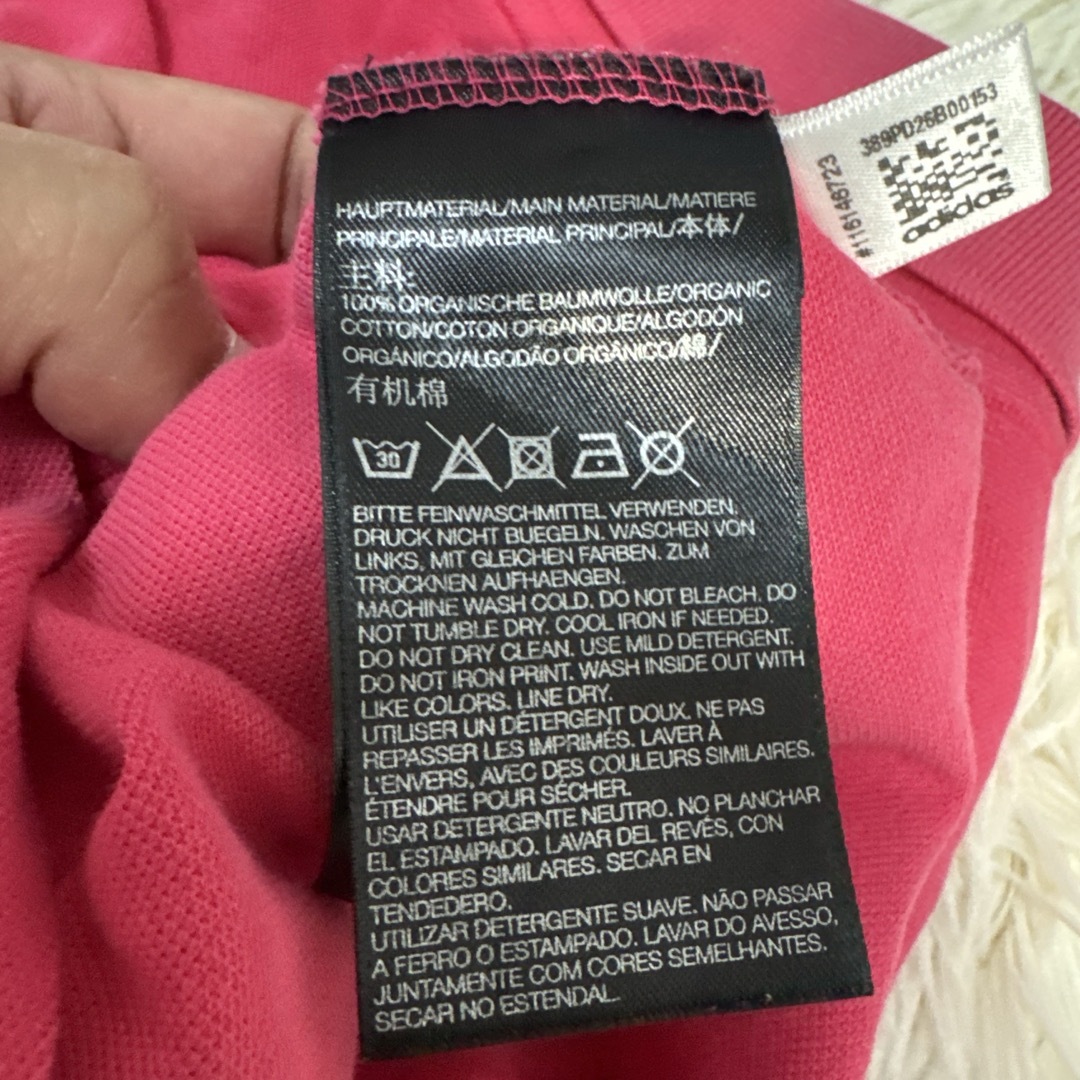 HAUPTMATERIAL/MAIN MATERIAL/MATIERE
PRINCIPALE/MATERIAL PRINCIPAL/本体/
主料:
100% ORGANISCHE BAUMWOLLE/ORGANIC
COTTON/COTON ORGANIQUE/ALGODÓN
ORGÁNICO/ALGODÃO ORGÂNICO/綿/
有机棉
30
BITTE FEINWASCHMITTEL VERWENDEN.
DRUCK NICHT BUEGELN. WASCHEN VON
LINKS, MIT GLEICHEN FARBEN. ZUM
TROCKNEN AUFHAENGEN.
MACHINE WASH COLD. DO NOT BLEACH. DO
NOT TUMBLE DRY. COOL IRON IF NEEDED.
DO NOT DRY CLEAN. USE MILD DETERGENT.
DO NOT IRON PRINT. WASH INSIDE OUT WITH
LIKE COLORS. LINE DRY.
UTILISER UN DÉTERGENT DOUX. NE PAS
REPASSER LES IMPRIMÉS. LAVER À
L'ENVERS, AVEC DES COULEURS SIMILAIRES.
ÉTENDRE POUR SÉCHER.
USAR DETERGENTE NEUTRO. NO PLANCHAR
EL ESTAMPADO. LAVAR DEL REVÉS, CON
COLORES SIMILARES. SECAR EN
TENDEDERO.
UTILIZAR DETERGENTE SUAVE. NÃO PASSAR
A FERRO O ESTAMPADO. LAVAR DO AVESSO,
JUNTAMENTE COM CORES SEMELHANTES.
SECAR NO ESTENDAL.
389PD26B00153
#1161146723
adidas